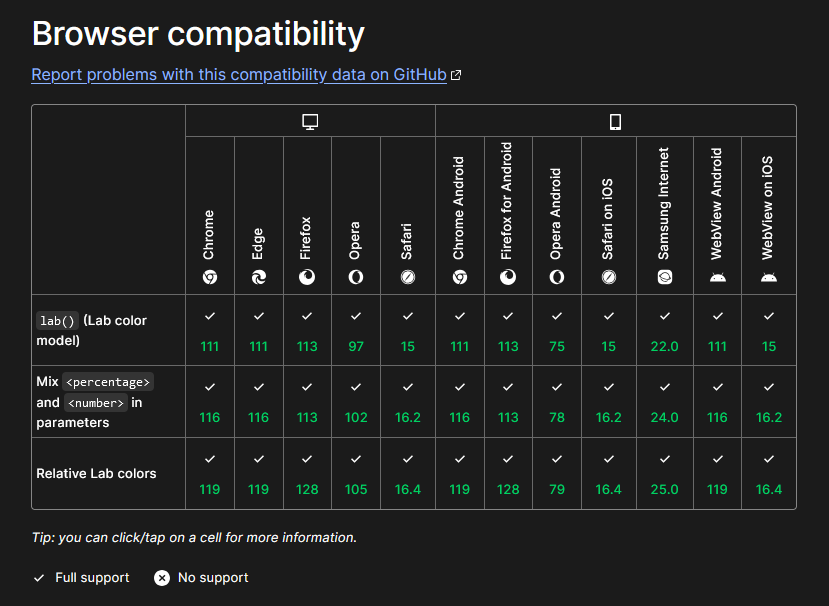 Browser compatibility
Report problems with this compatibility data on GitHub
Chrome
Edge
Firefox
Opera
Safari
Chrome Android
Firefox for Android
Opera Android
Safari on iOS
Samsung Internet
WebView Android
WebView on iOS
lab() (Lab color
model)
111 111 113 97 15 111 113 75 15 22.0 111 15
Mix <percentage>
and <number> in
parameters
116 116 113 102 16.2 116 113 78 16.2 24.0 116 16.2
Relative Lab colors
119 119 128 105 16.4 119 128 79 16.4 25.0 119 16.4
Tip: you can click/tap on a cell for more information.
Full support No support